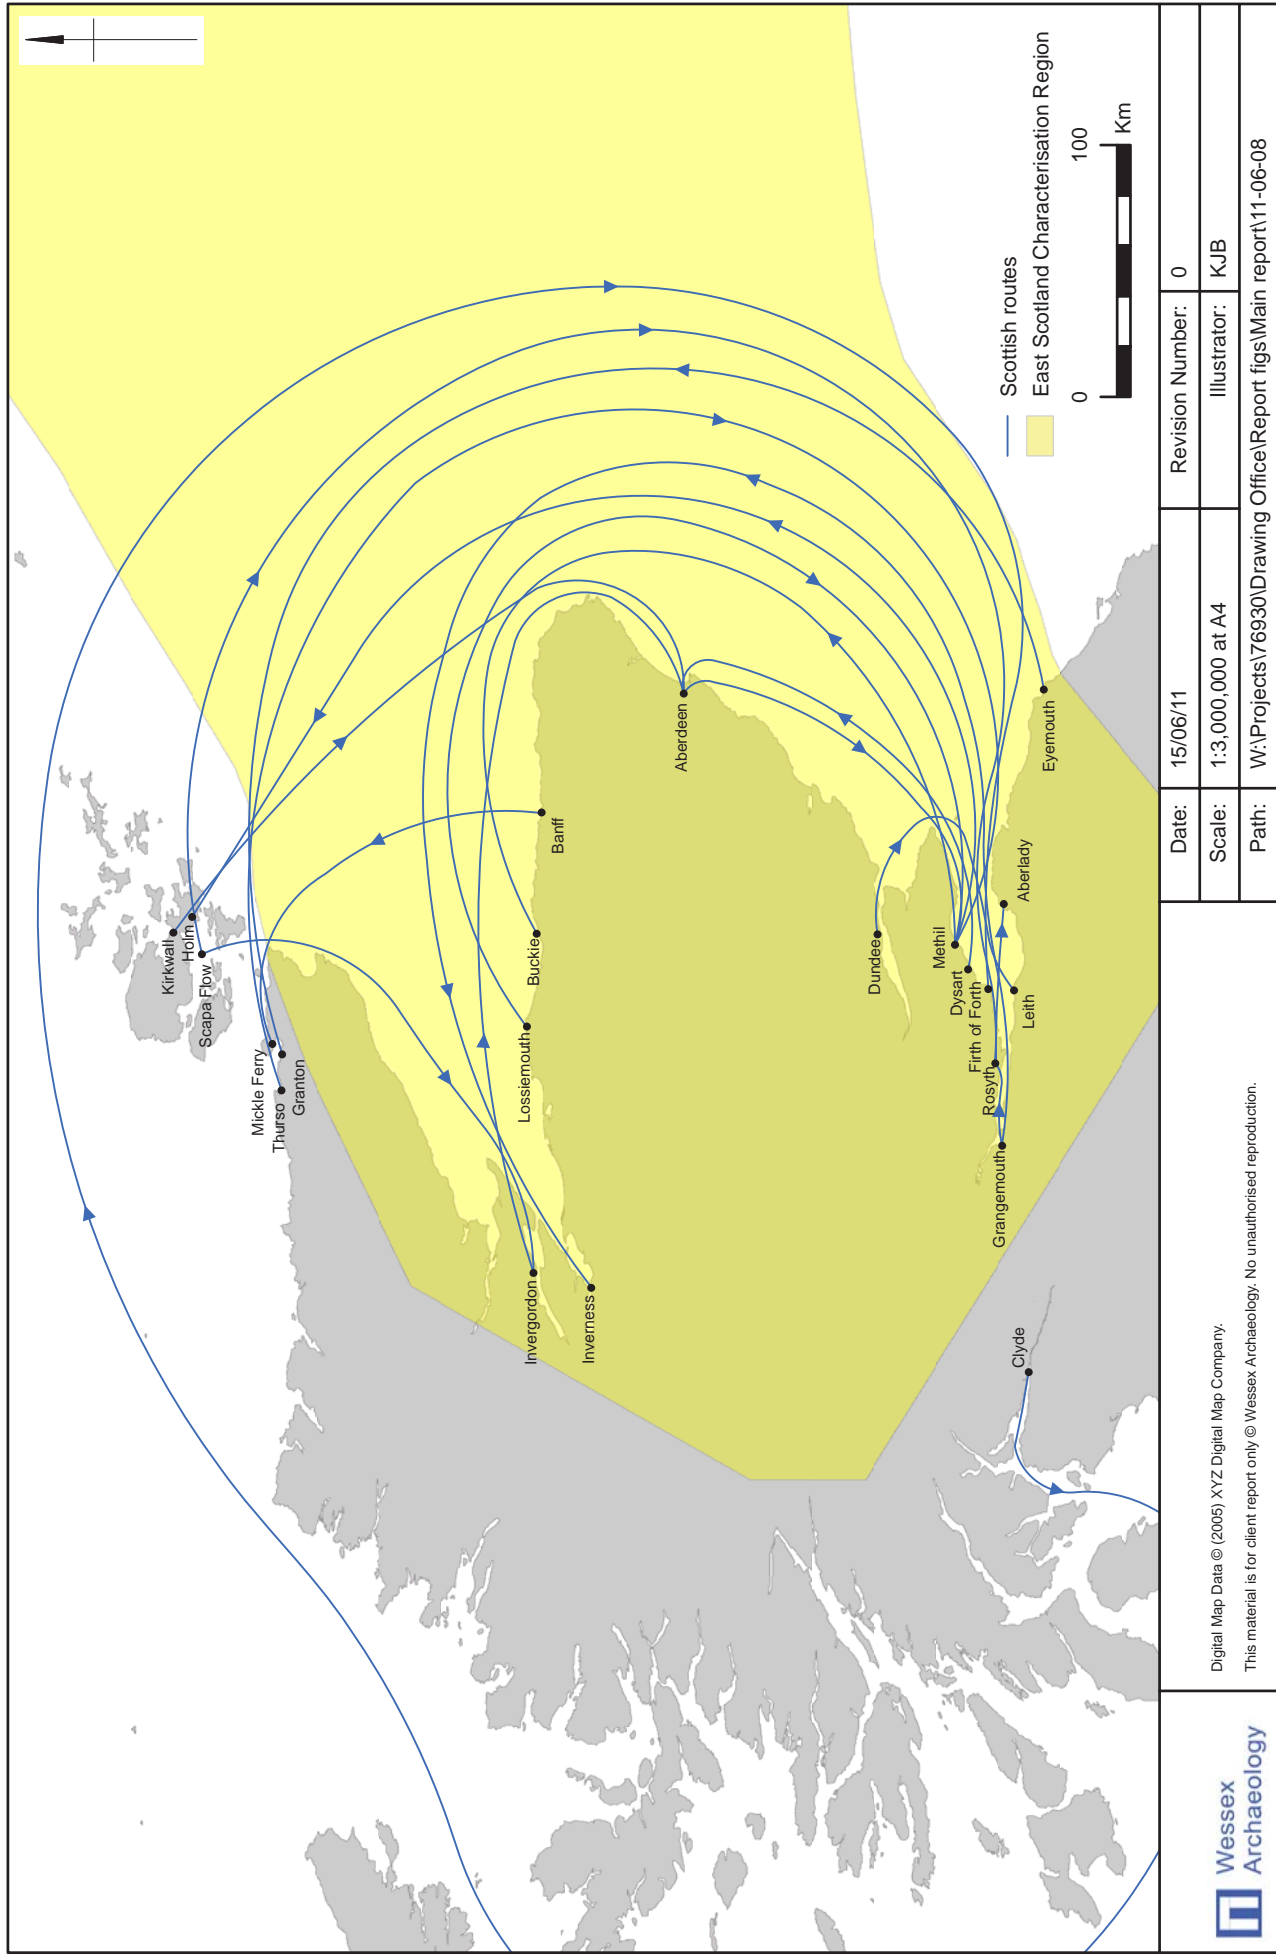 Kirkwall
Holm
Scapa Flow
Mickle Ferry
Thurso
Granton
Banff
Buckie
Lossiemouth
Invergordon
Inverness
Aberdeen
Dundee
Methil
Dysart
Firth of Forth
Rosyth
Grangemouth
Leith
Aberlady
Eyemouth
Clyde
Scottish routes
East Scotland Characterisation Region
0 100
Km
Wessex
Archaeology
Digital Map Data © (2005) XYZ Digital Map Company.
This material is for client report only © Wessex Archaeology. No unauthorised reproduction.
Date: 15/06/11 Revision Number: 0
Scale: 1:3,000,000 at A4 Illustrator: KJB
Path: W:\Projects\76930\Drawing Office\Report figs\Main report\11-06-08